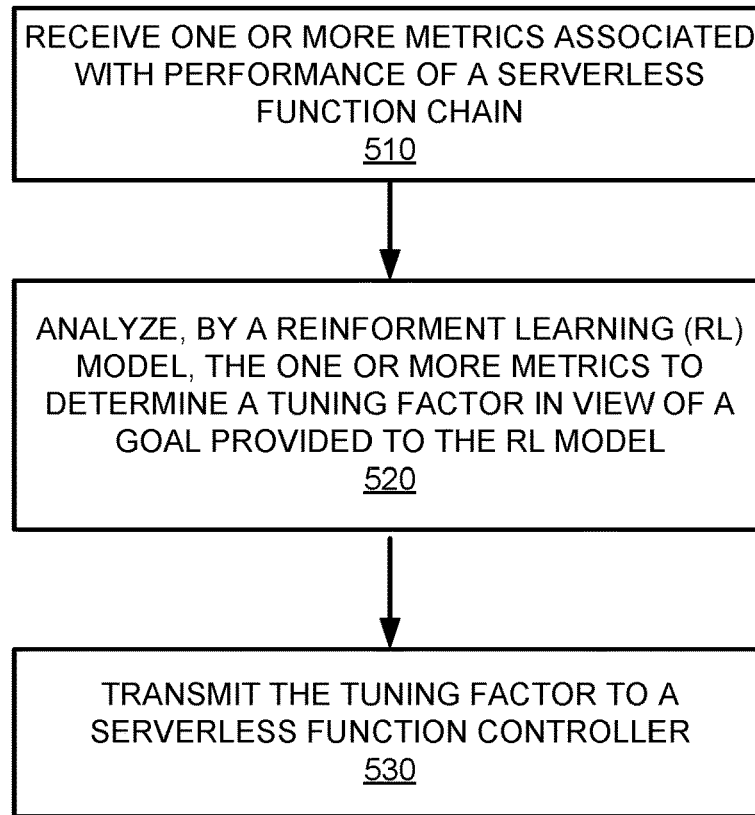 RECEIVE ONE OR MORE METRICS ASSOCIATED
WITH PERFORMANCE OF A SERVERLESS
FUNCTION CHAIN
510
ANALYZE, BY A REINFORMENT LEARNING (RL)
MODEL, THE ONE OR MORE METRICS TO
DETERMINE A TUNING FACTOR IN VIEW OF A
GOAL PROVIDED TO THE RL MODEL
520
TRANSMIT THE TUNING FACTOR TO A
SERVERLESS FUNCTION CONTROLLER
530